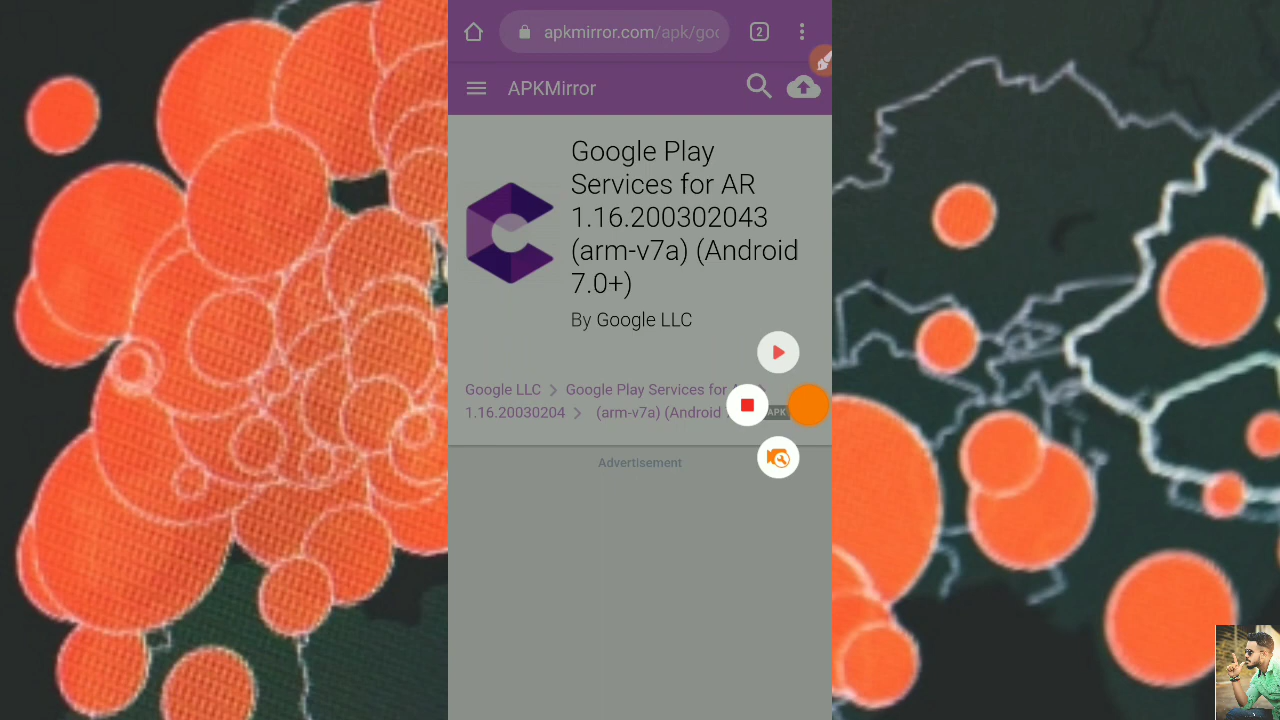 apkmirror.com/apk/goo
2
APKMirror
Google Play
Services for AR
1.16.200302043
(arm-v7a) (Android
7.0+)
By Google LLC
Google LLC
Google Play Services for
1.16.20030204
(arm-v7a) (Android
APK
Advertisement